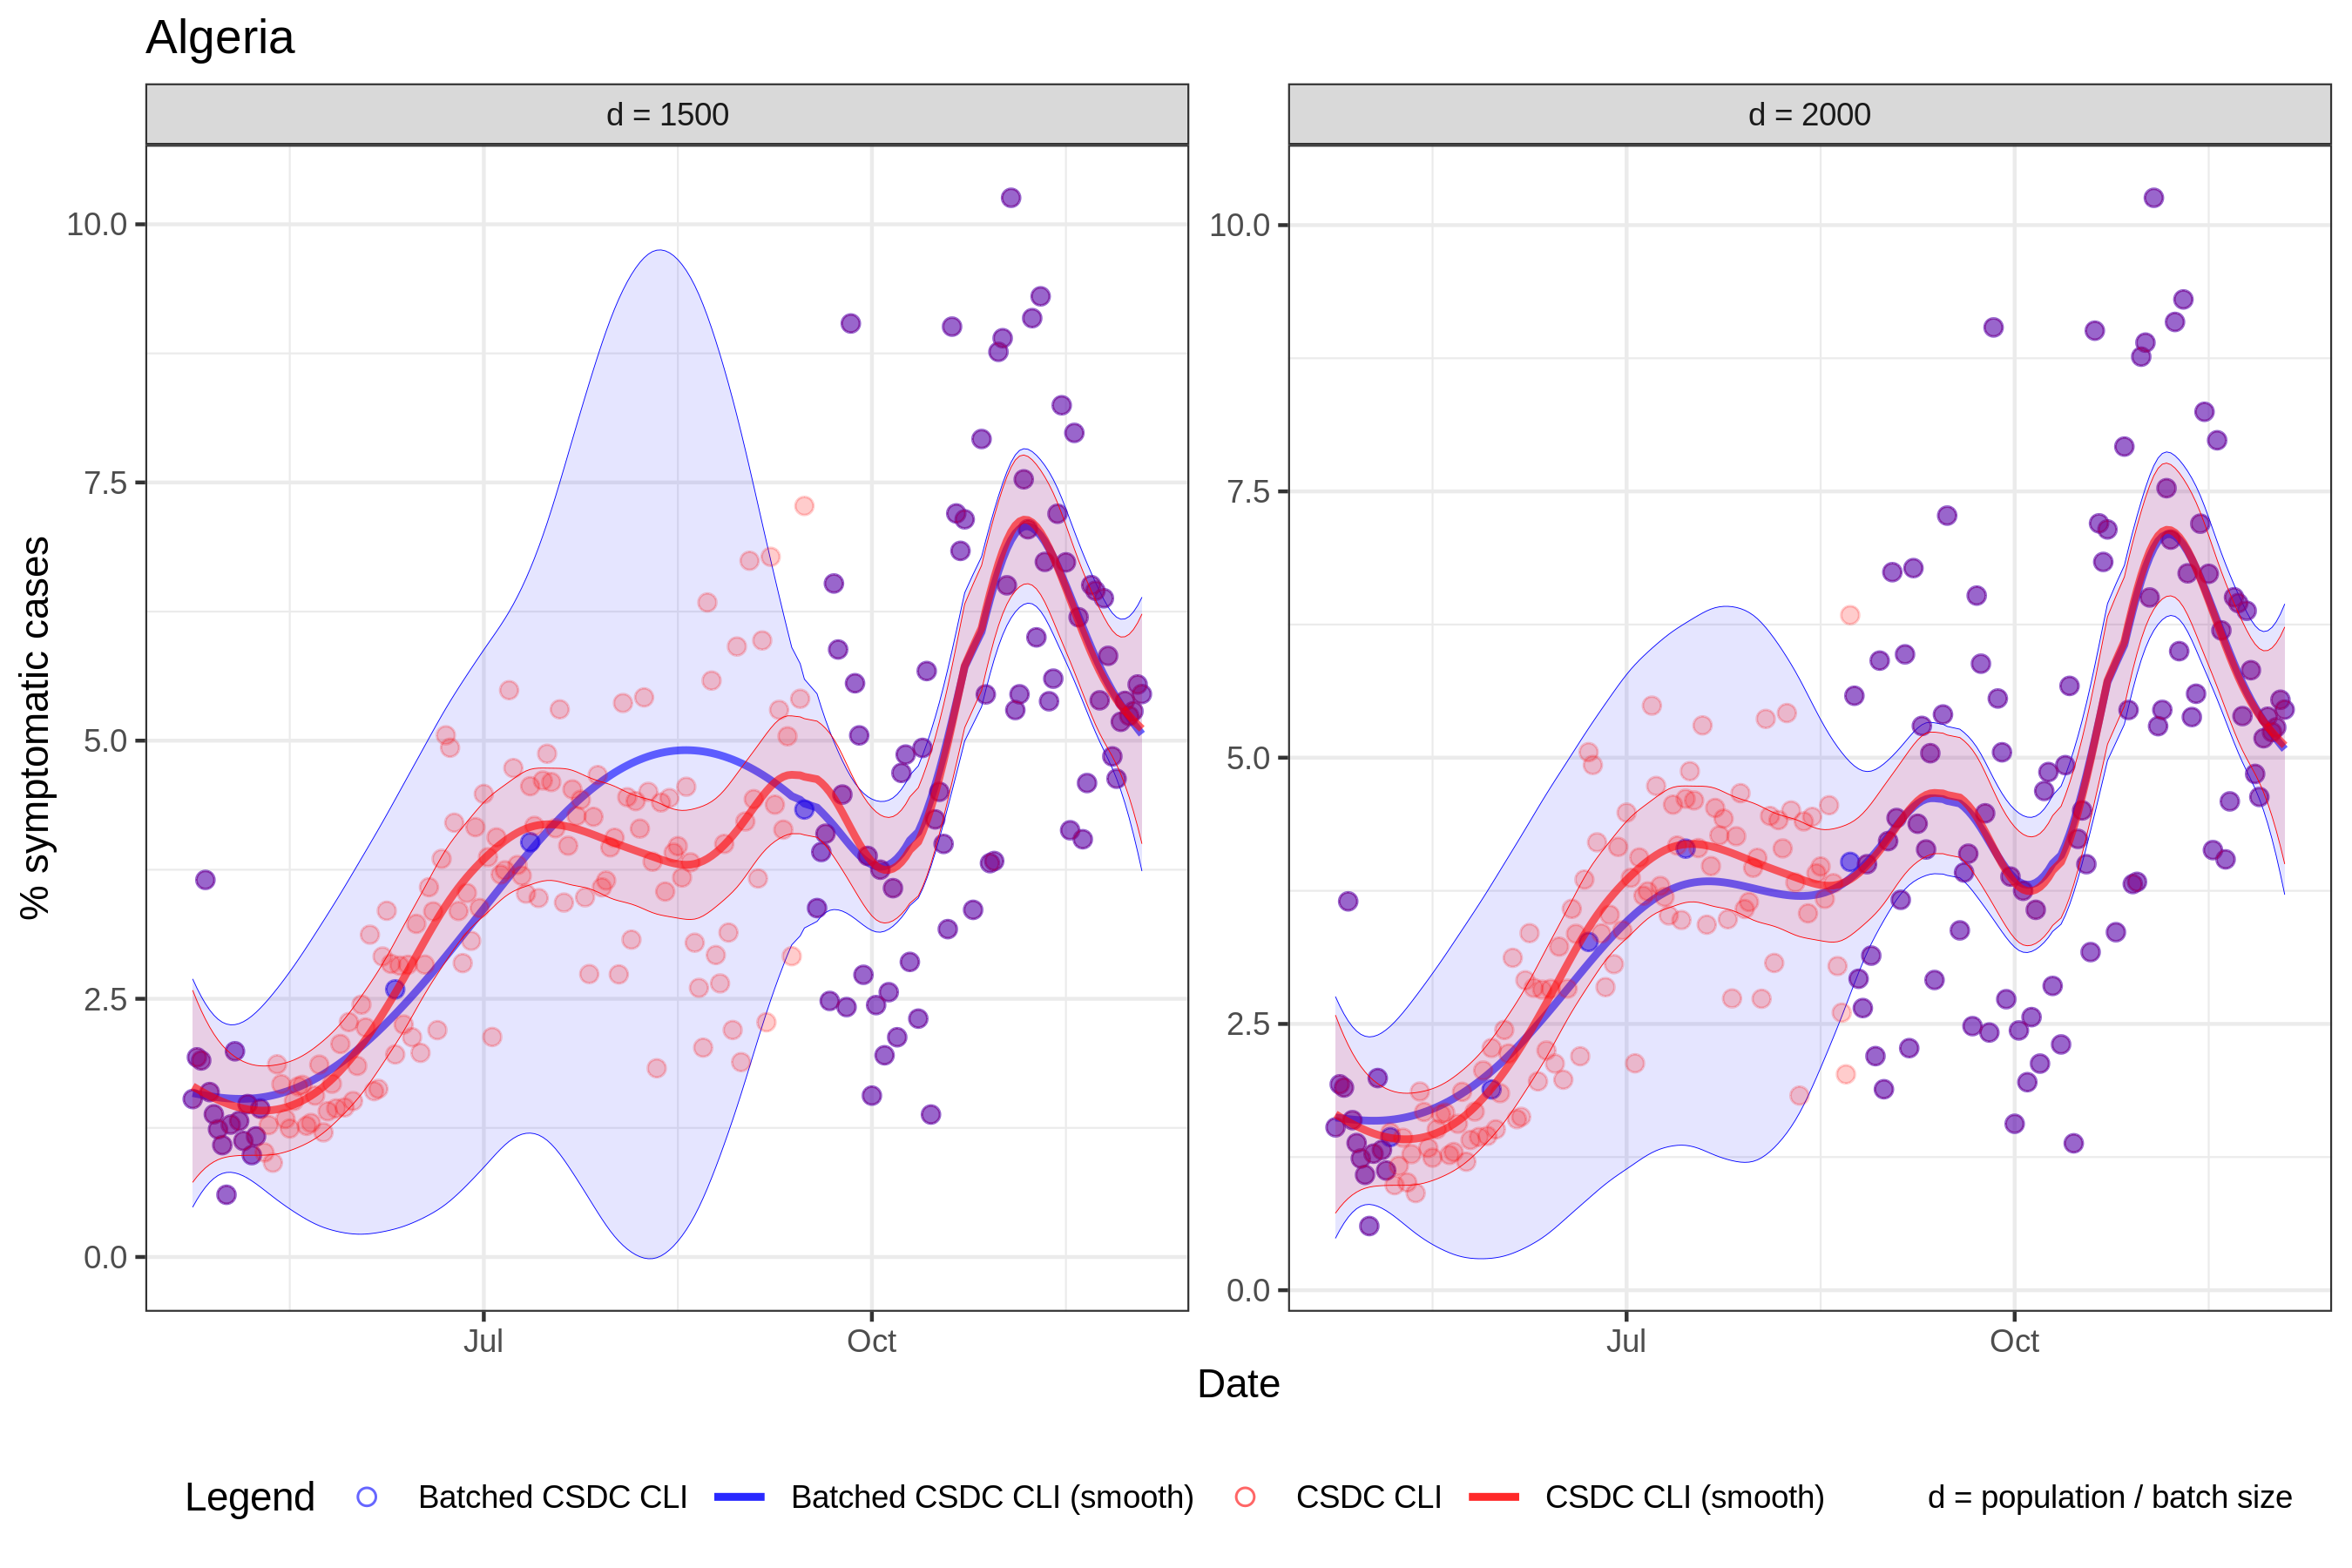 Algeria
d = 1500
d = 2000
% symptomatic cases
10.0
7.5
5.0
2.5
0.0
10.0
7.5
5.0
2.5
0.0
Jul
Oct
Jul
Oct
Date
Legend
Batched CSDC CLI
Batched CSDC CLI (smooth)
CSDC CLI
CSDC CLI (smooth)
d = population / batch size